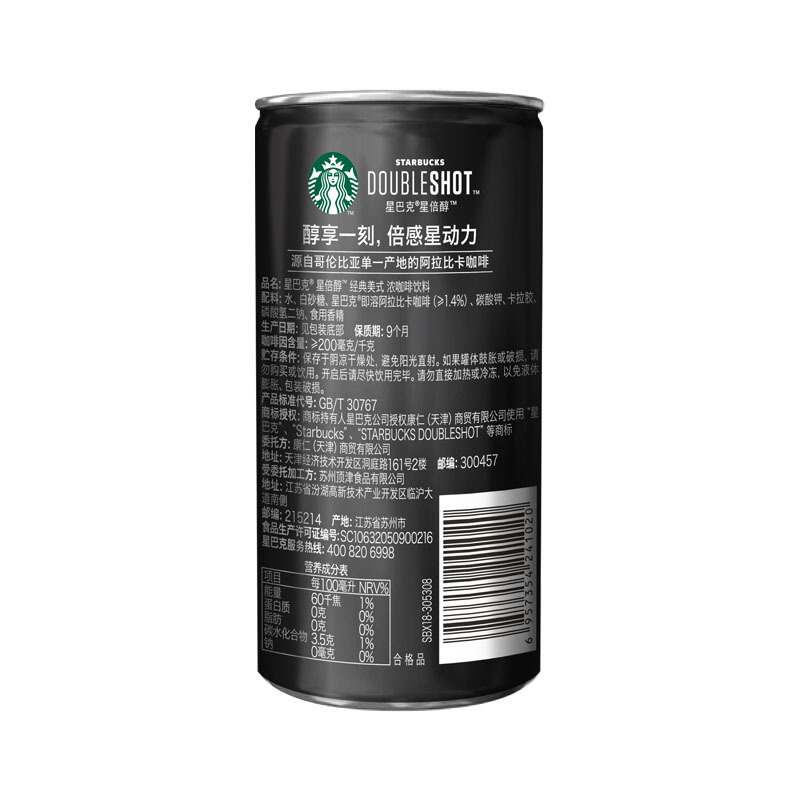 STARBUCKS
DOUBLESHOT™
星巴克®星倍醇™
醇享一刻，倍感星动力
源自哥伦比亚单一产地的阿拉比卡咖啡
品名：星巴克® 星倍醇™ 经典美式 浓咖啡饮料
配料：水、白砂糖、星巴克®即溶阿拉比卡咖啡（≥1.4%）、碳酸钾、卡拉胶、
磷酸氢二钠、食用香精
生产日期：见包装底部 保质期：9个月
咖啡因含量：≥200毫克/千克
贮存条件：保存于阴凉干燥处，避免阳光直射。如果罐体鼓胀或破损，请
勿购买或饮用。开启后请尽快饮用完毕。请勿直接加热或冷冻，以免液体
膨胀、包装破损。
产品标准代号：GB/T 30767
商标授权：商标持有人星巴克公司授权康仁（天津）商贸有限公司使用“星
巴克”、“Starbucks”、“STARBUCKS DOUBLESHOT”等商标
委托方：康仁（天津）商贸有限公司
地址：天津经济技术开发区洞庭路161号2楼 邮编：300457
受委托加工方：苏州顶津食品有限公司
地址：江苏省汾湖高新技术产业开发区临沪大
道南侧
邮编：215214 产地：江苏省苏州市
食品生产许可证编号:SC10632050900216
星巴克服务热线：400 820 6998
营养成分表
项目 每100毫升 NRV%
能量 60千焦 1%
蛋白质 0克 0%
脂肪 0克 0%
碳水化合物 3.5克 1%
钠 0毫克 0%
合格品
SBX18-305308
6 957354 241020